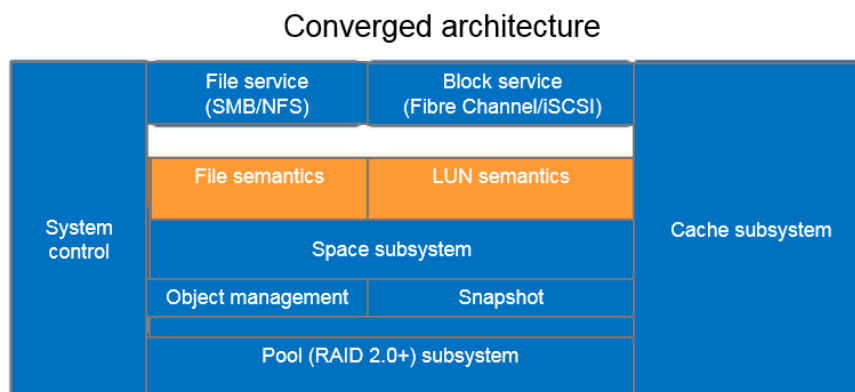 Converged architecture
File service
(SMB/NFS)
Block service
(Fibre Channel/iSCSI)
File semantics
LUN semantics
System
control
Space subsystem
Cache subsystem
Object management
Snapshot
Pool (RAID 2.0+) subsystem